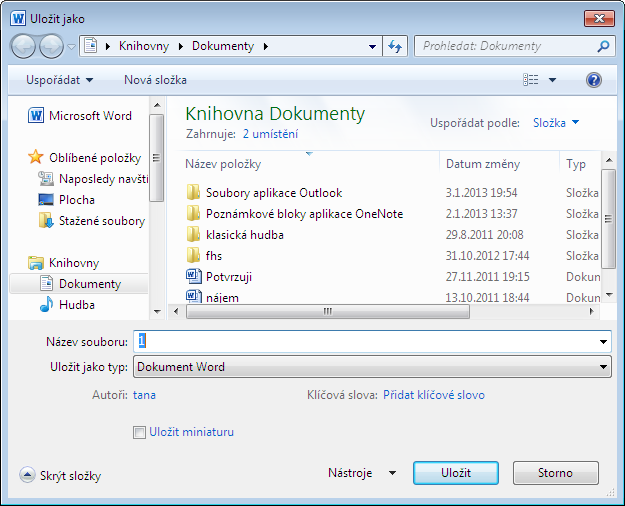 Uložit jako
Knihovny Dokumenty Prohledat: Dokumenty
Uspořádat Nová složka
Microsoft Word
Oblíbené položky
Naposledy navšti
Plocha
Stažené soubory
Knihovny
Dokumenty
Hudba
Knihovna Dokumenty
Zahrnuje: 2 umístění
Uspořádat podle: Složka
Název položky Datum změny Typ
Soubory aplikace Outlook 3.1.2013 19:54 Složka
Poznámkové bloky aplikace OneNote 2.1.2013 13:37 Složka
klasická hudba 29.8.2011 20:08 Složka
fhs 31.10.2012 17:44 Složka
Potvrzuji 27.11.2011 19:15 Dokun
nájem 13.10.2011 18:44 Dokun
Název souboru: 1
Uložit jako typ: Dokument Word
Autoři: tana Klíčová slova: Přidat klíčové slovo
Uložit miniaturu
Skrýt složky Nástroje Uložit Storno